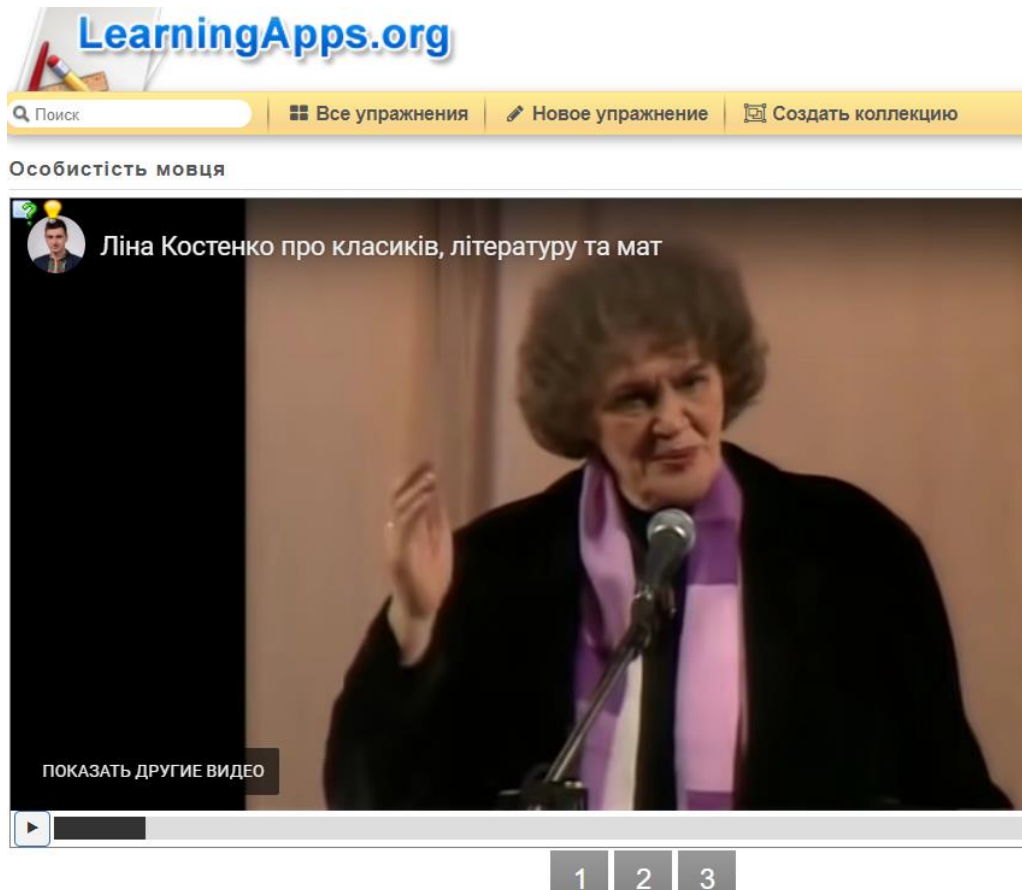 LearningApps.org
Поиск Все упражнения Новое упражнение Создать коллекцию
Особистість мовця
Ліна Костенко про класиків, літературу та мат
ПОКАЗАТЬ ДРУГИЕ ВИДЕО
1 2 3